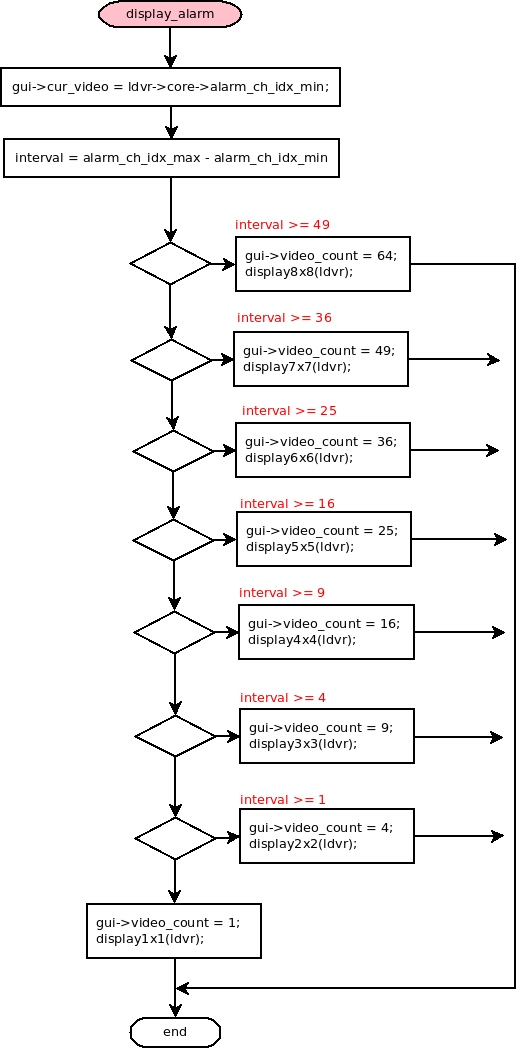 display_alarm
gui->cur_video = ldvr->core->alarm_ch_idx_min;
interval = alarm_ch_idx_max - alarm_ch_idx_min
interval >= 49
gui->video_count = 64;
display8x8(ldvr);
interval >= 36
gui->video_count = 49;
display7x7(ldvr);
interval >= 25
gui->video_count = 36;
display6x6(ldvr);
interval >= 16
gui->video_count = 25;
display5x5(ldvr);
interval >= 9
gui->video_count = 16;
display4x4(ldvr);
interval >= 4
gui->video_count = 9;
display3x3(ldvr);
interval >= 1
gui->video_count = 4;
display2x2(ldvr);
gui->video_count = 1;
display1x1(ldvr);
end